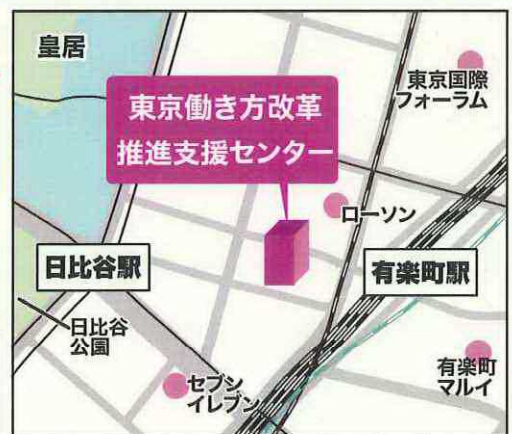 皇居
東京国際
フォーラム
東京働き方改革
推進支援センター
ローソン
日比谷駅
有楽町駅
日比谷
公園
セブン
イレブン
有楽町
マルイ